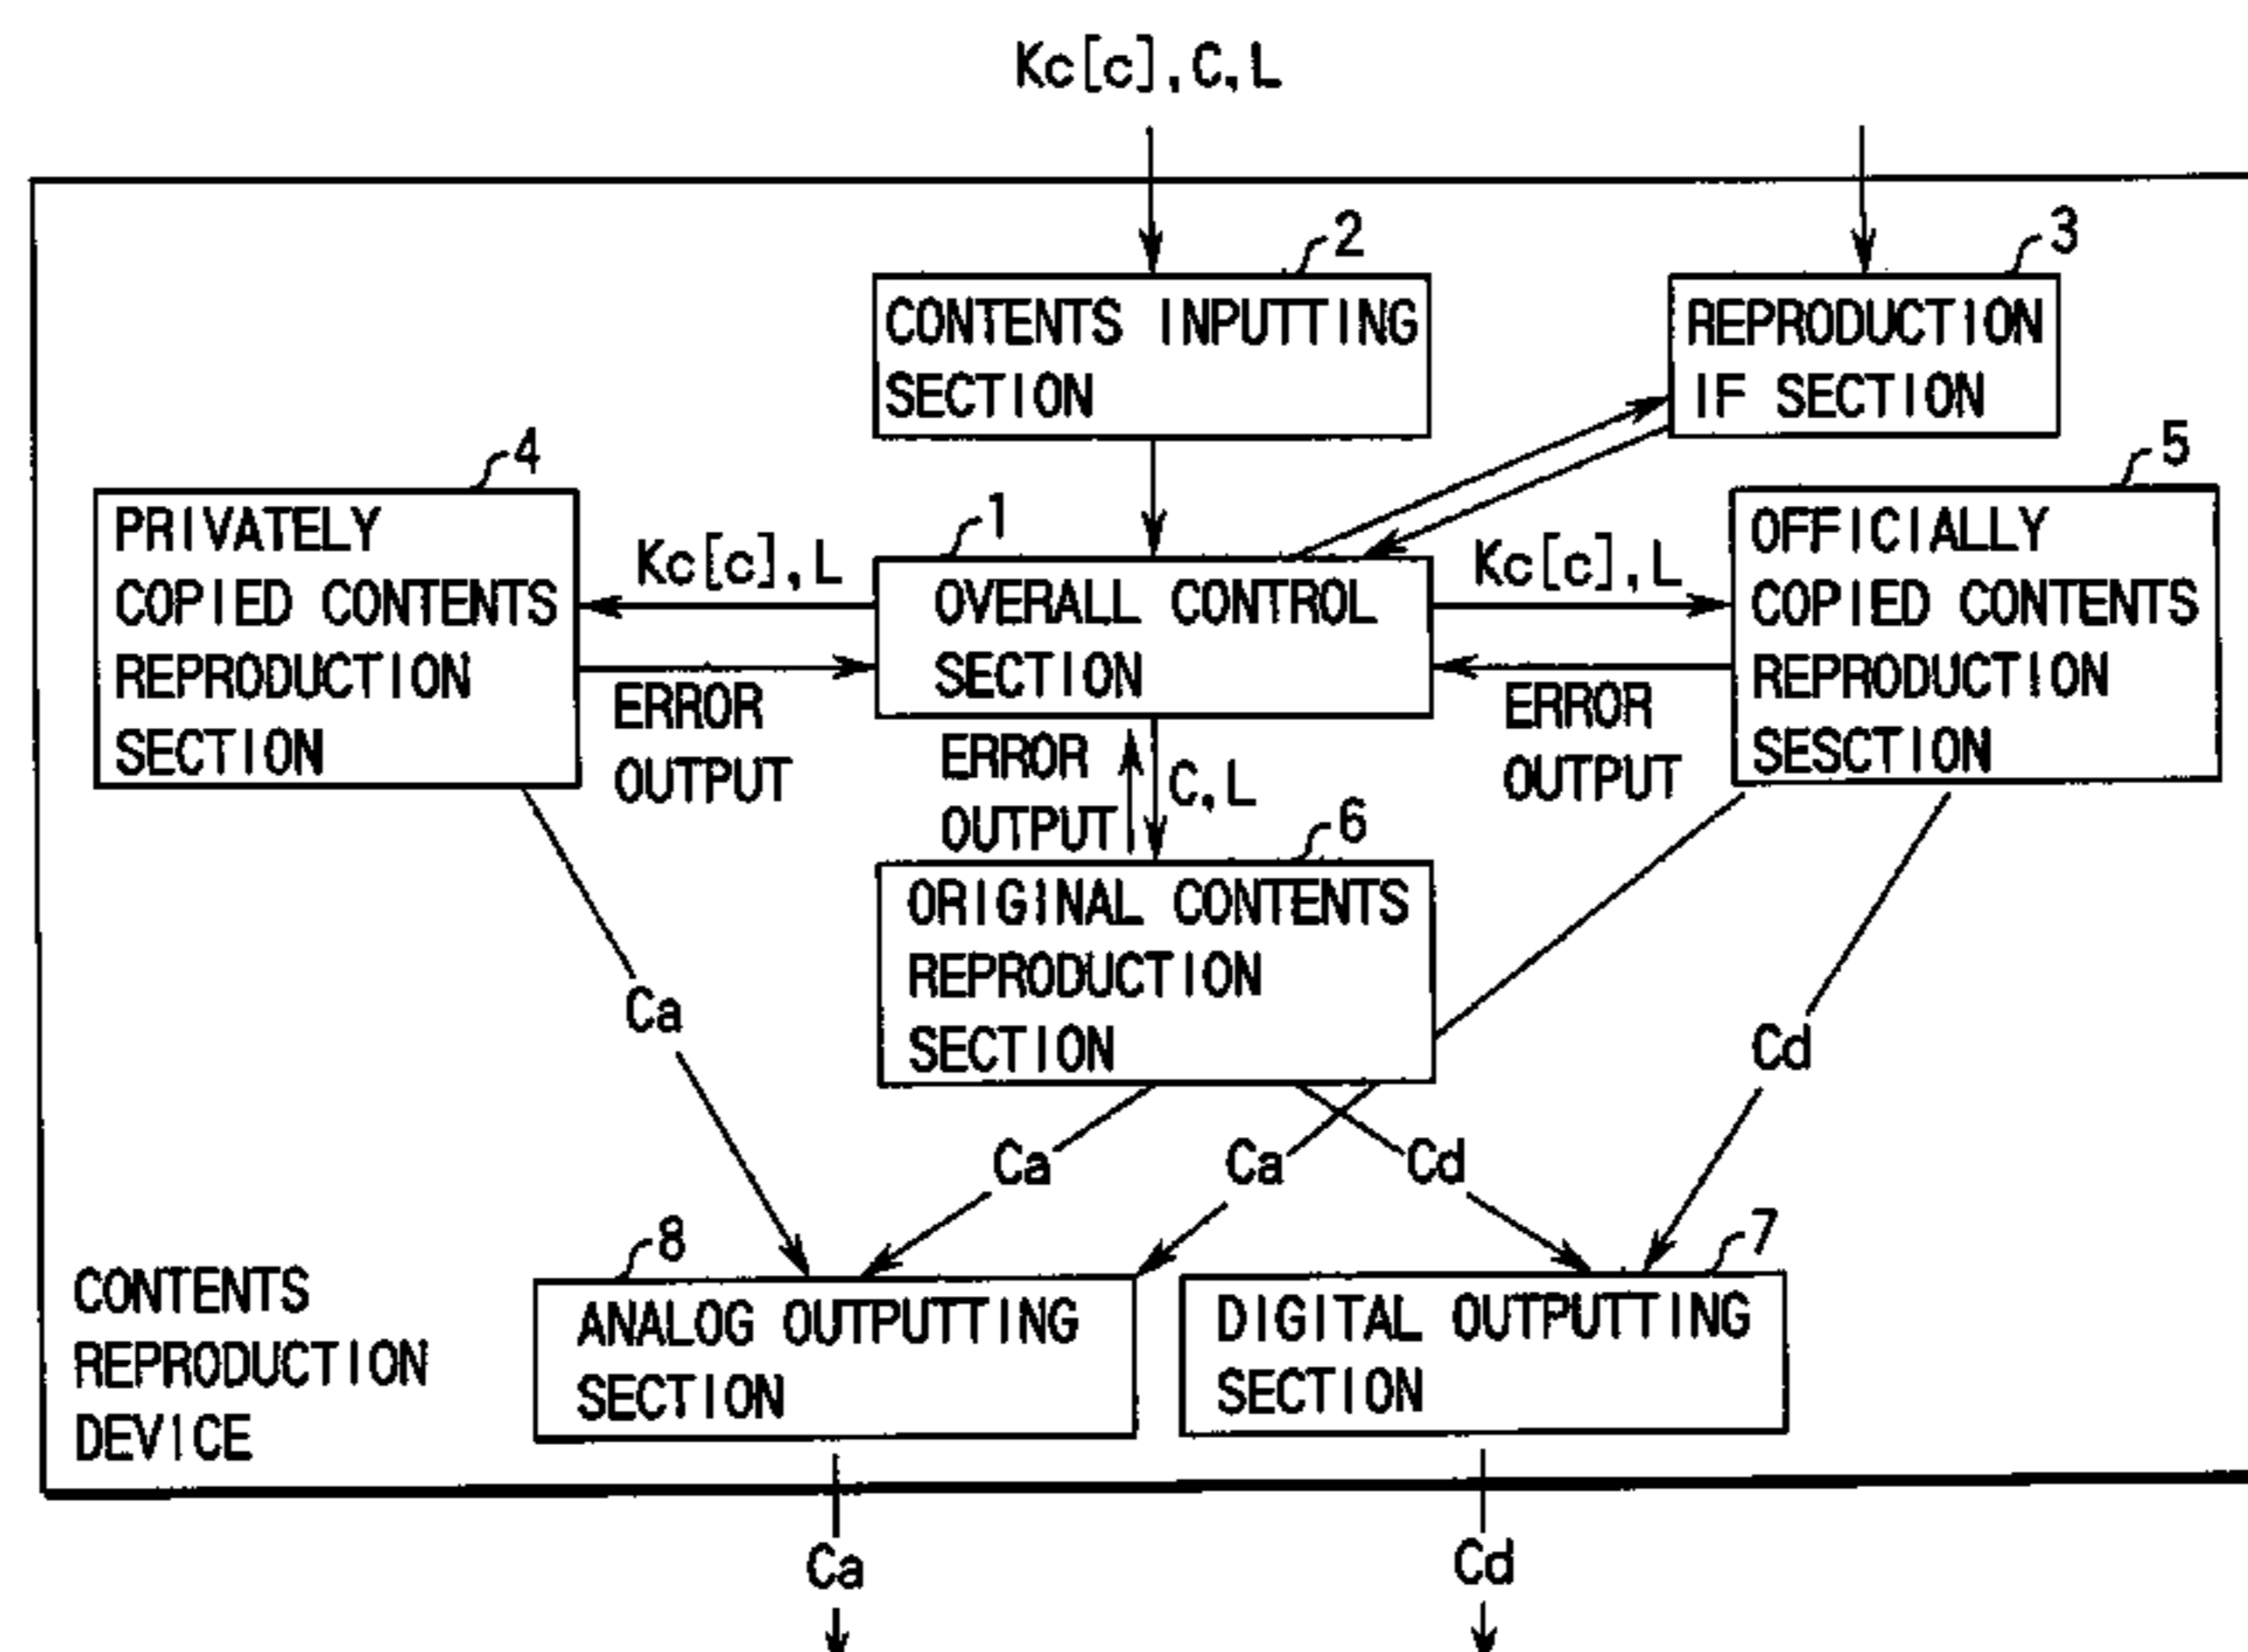 Kc[c],C,L
2
CONTENTS INPUTTING
SECTION
3
REPRODUCTION
IF SECTION
4
PRIVATELY
COPIED CONTENTS
REPRODUCTION
SECTION
Kc[c],L
ERROR
OUTPUT
1
OVERALL CONTROL
SECTION
Kc[c],L
ERROR
OUTPUT
5
OFFICIALLY
COPIED CONTENTS
REPRODUCTION
SESCTION
ERROR
OUTPUT
C,L
6
ORIGINAL CONTENTS
REPRODUCTION
SECTION
Ca
Cd
Ca
Ca
Cd
8
ANALOG OUTPUTTING
SECTION
7
DIGITAL OUTPUTTING
SECTION
CONTENTS
REPRODUCTION
DEVICE
Ca
Cd